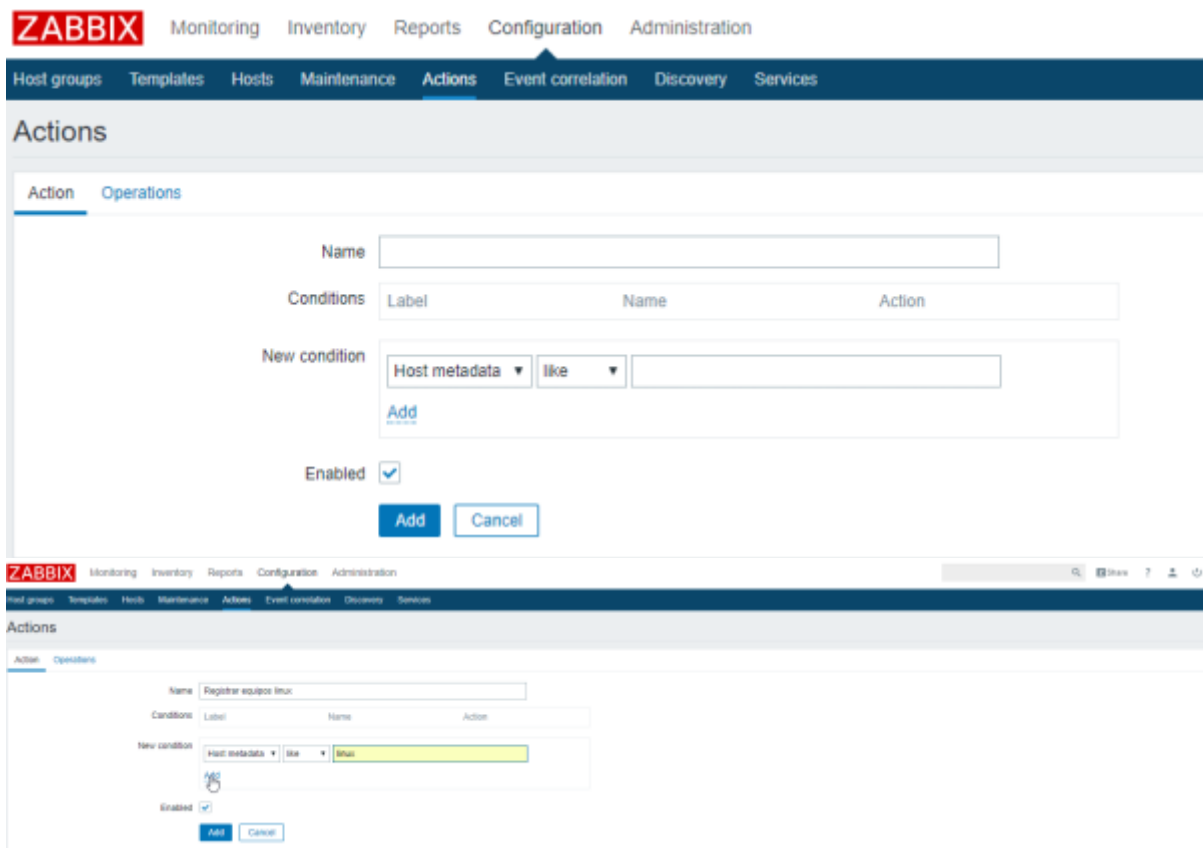 ZABBIX Monitoring Inventory Reports Configuration Administration
Host groups Templates Hosts Maintenance Actions Event correlation Discovery Services
Actions
Action Operations
Name
Conditions Label Name Action
New condition Host metadata like
Add
Enabled
Add Cancel
ZABBIX Monitoring Inventory Reports Configuration Administration Share ?
Host groups Templates Hosts Maintenance Actions Event correlation Discovery Services
Actions
Action Operations
Name Registrar equipos linux
Conditions Label Name Action
New condition Host metadata like linux
Add
Enabled
Add Cancel